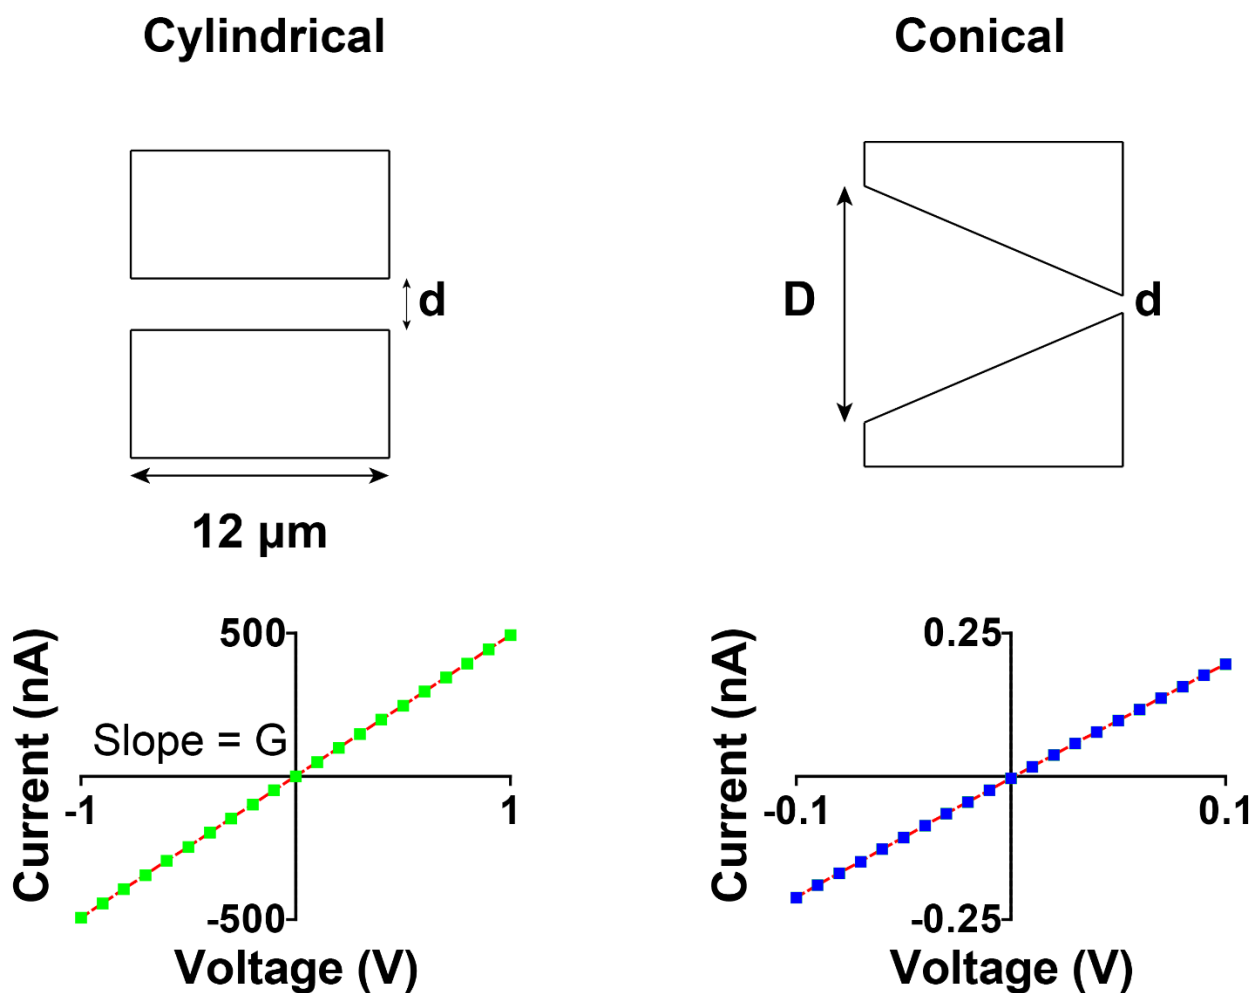 Cylindrical
Conical
d
D
d
12 µm
Current (nA)
500
Slope = G
-1
1
-500
Voltage (V)
Current (nA)
0.25
-0.1
0.1
-0.25
Voltage (V)